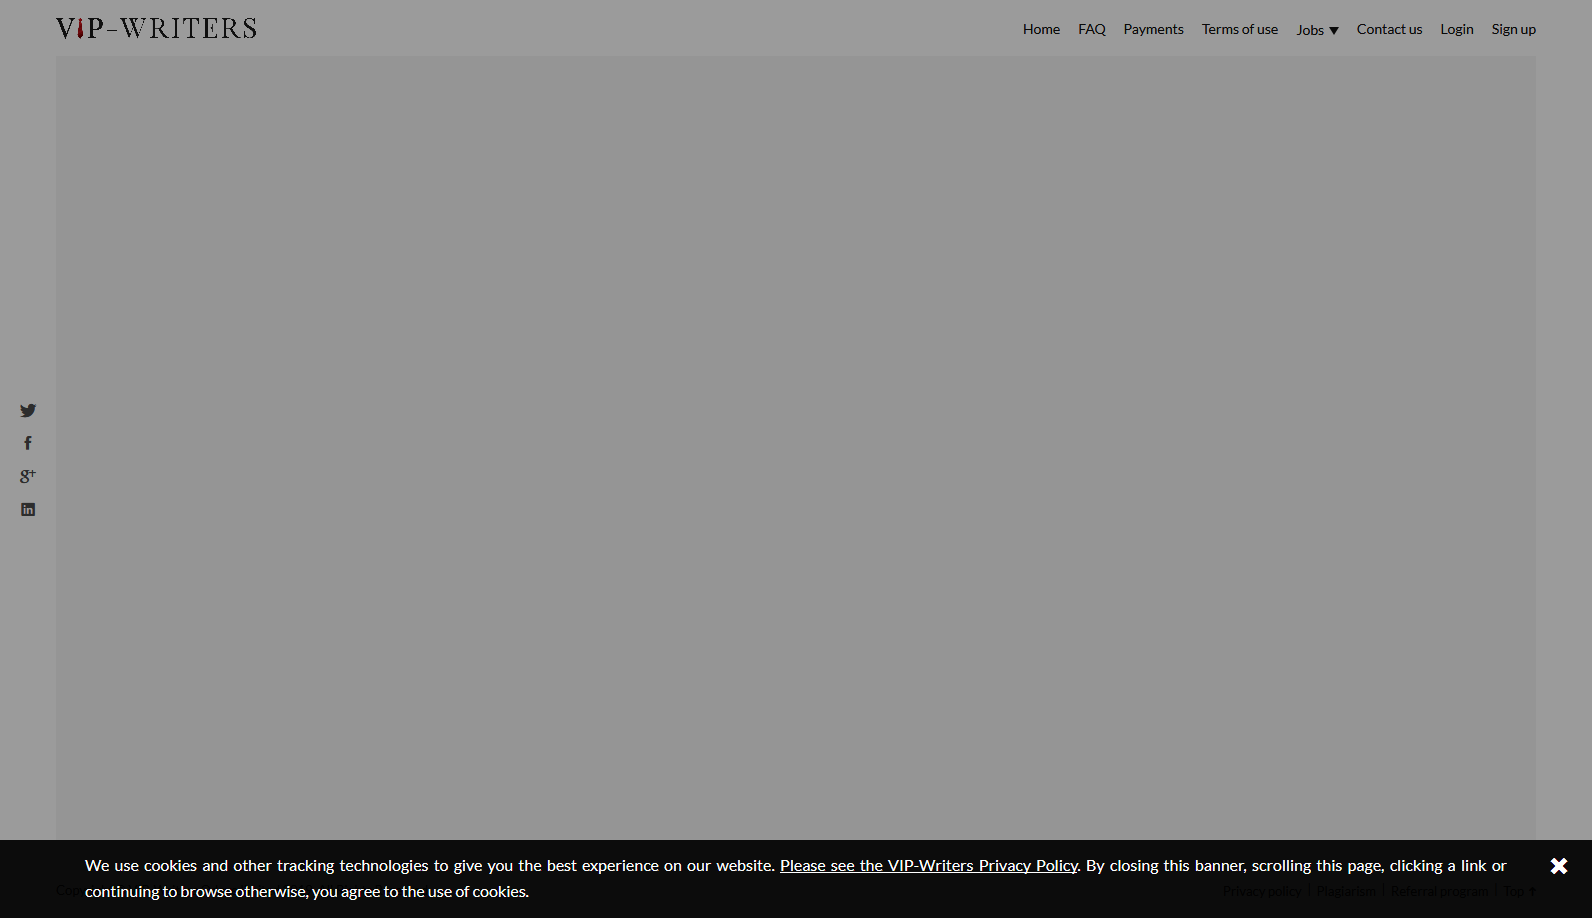 ViP-WRITERS
Home FAQ Payments Terms of use Jobs ▼ Contact us Login Sign up
We use cookies and other tracking technologies to give you the best experience on our website. Please see the VIP-Writers Privacy Policy. By closing this banner, scrolling this page, clicking a link or
continuing to browse otherwise, you agree to the use of cookies.
Privacy policy | Plagiarism | Referral program | Top